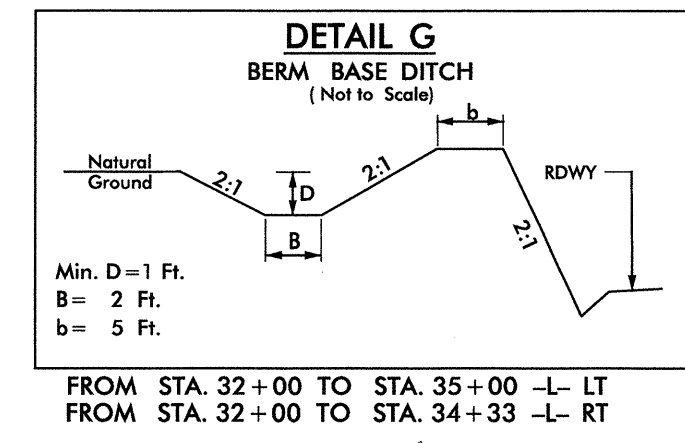 DETAIL G
BERM BASE DITCH
( Not to Scale)
b
Natural
Ground
2:1
D
2:1
2:1
RDWY
B
Min. D=1 Ft.
B= 2 Ft.
b= 5 Ft.
FROM STA. 32+00 TO STA. 35+00 -L- LT
FROM STA. 32+00 TO STA. 34+33 -L- RT